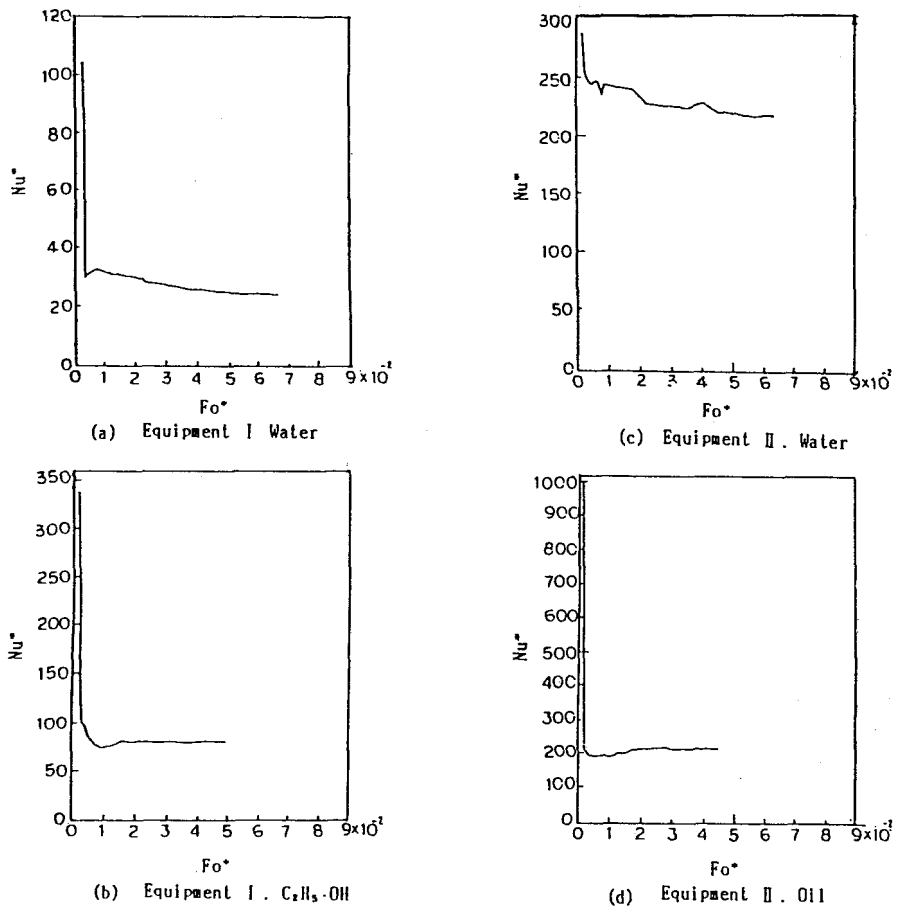 120
100
80
60
40
20
0
Nu*
0 1 2 3 4 5 6 7 8 9×10⁻²
Fo*
(a) Equipment I Water
300
250
200
150
100
50
0
Nu*
0 1 2 3 4 5 6 7 8 9×10⁻²
Fo*
(c) Equipment II . Water
350
300
250
200
150
100
50
0
Nu*
0 1 2 3 4 5 6 7 8 9×10⁻²
Fo*
(b) Equipment I . C₂H₅·OH
1000
900
800
700
600
500
400
300
200
100
0
Nu*
0 1 2 3 4 5 6 7 8 9×10⁻²
Fo*
(d) Equipment II . Oil